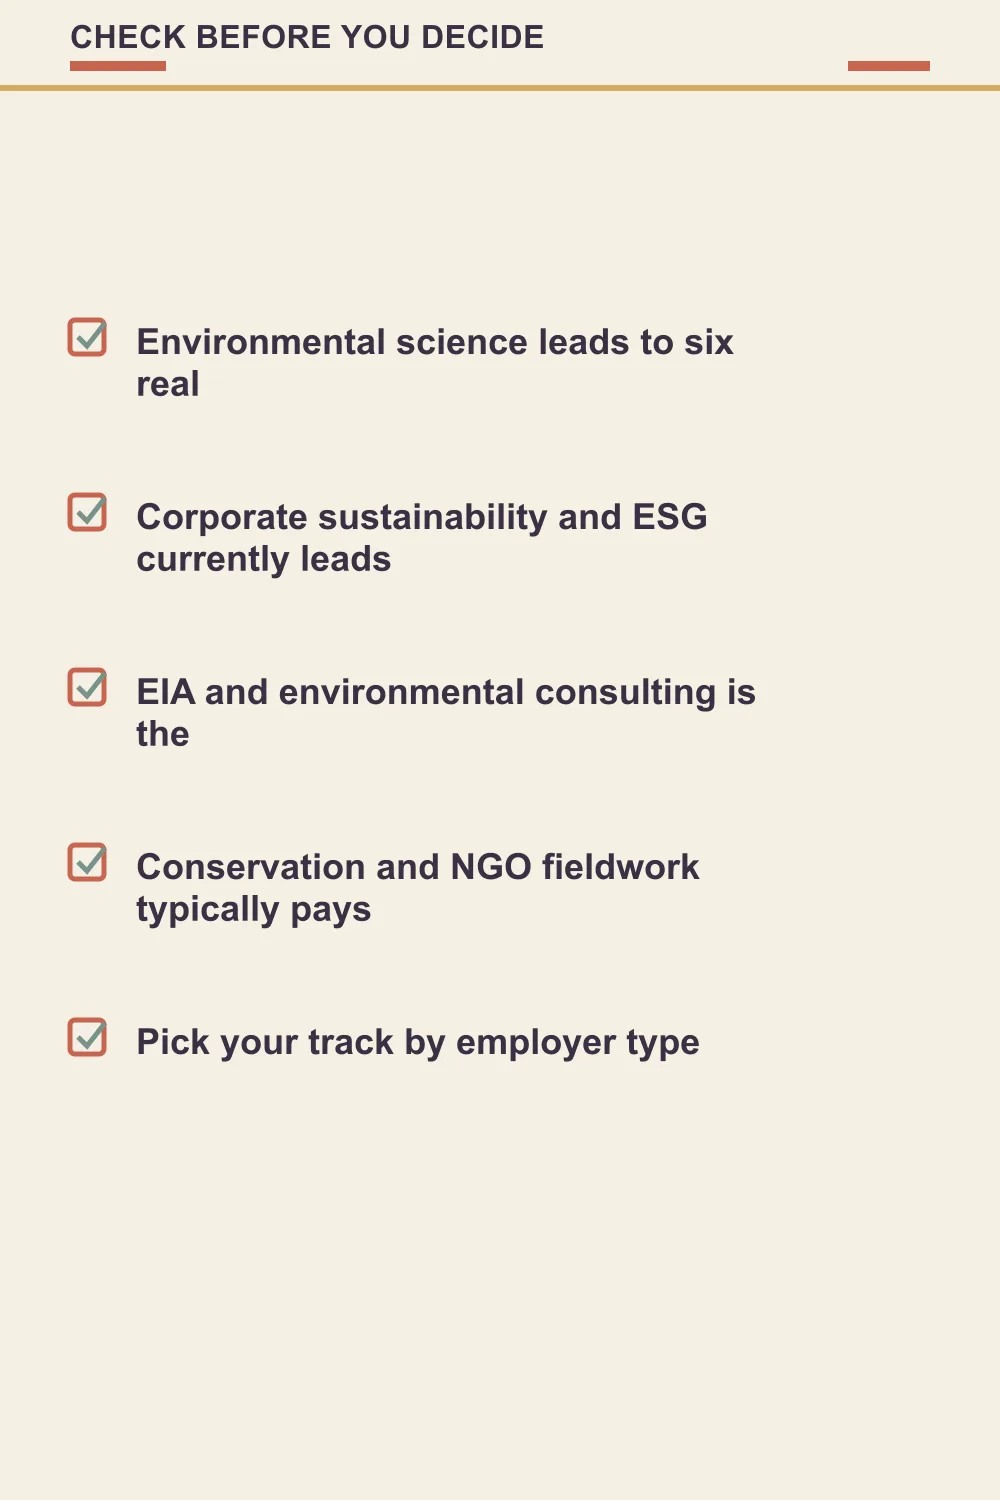 CHECK BEFORE YOU DECIDE
Environmental science leads to six
real
Corporate sustainability and ESG
currently leads
EIA and environmental consulting is
the
Conservation and NGO fieldwork
typically pays
Pick your track by employer type